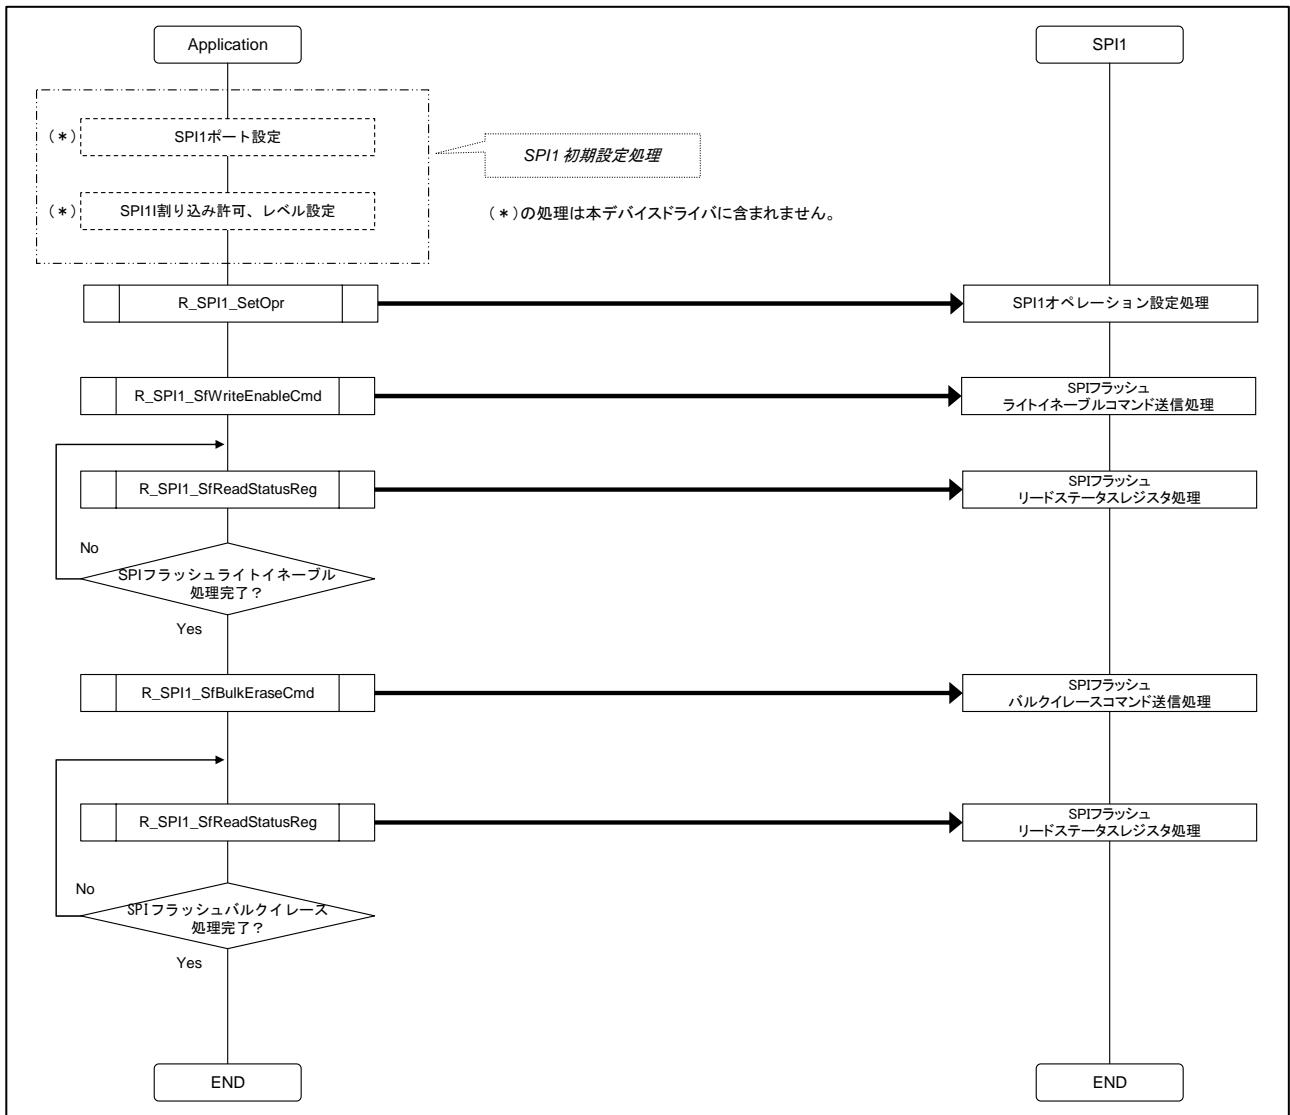 Application
SPI1
(*)
SPI1ポート設定
SPI1 初期設定処理
(*)
SPI1I割り込み許可、レベル設定
(*)の処理は本デバイスドライバに含まれません。
R_SPI1_SetOpr
SPI1オペレーション設定処理
R_SPI1_SfWriteEnableCmd
SPIフラッシュ
ライトイネーブルコマンド送信処理
R_SPI1_SfReadStatusReg
SPIフラッシュ
リードステータスレジスタ処理
No
SPIフラッシュライトイネーブル
処理完了？
Yes
R_SPI1_SfBulkEraseCmd
SPIフラッシュ
バルクイレースコマンド送信処理
R_SPI1_SfReadStatusReg
SPIフラッシュ
リードステータスレジスタ処理
No
SPIフラッシュバルクイレース
処理完了？
Yes
END
END